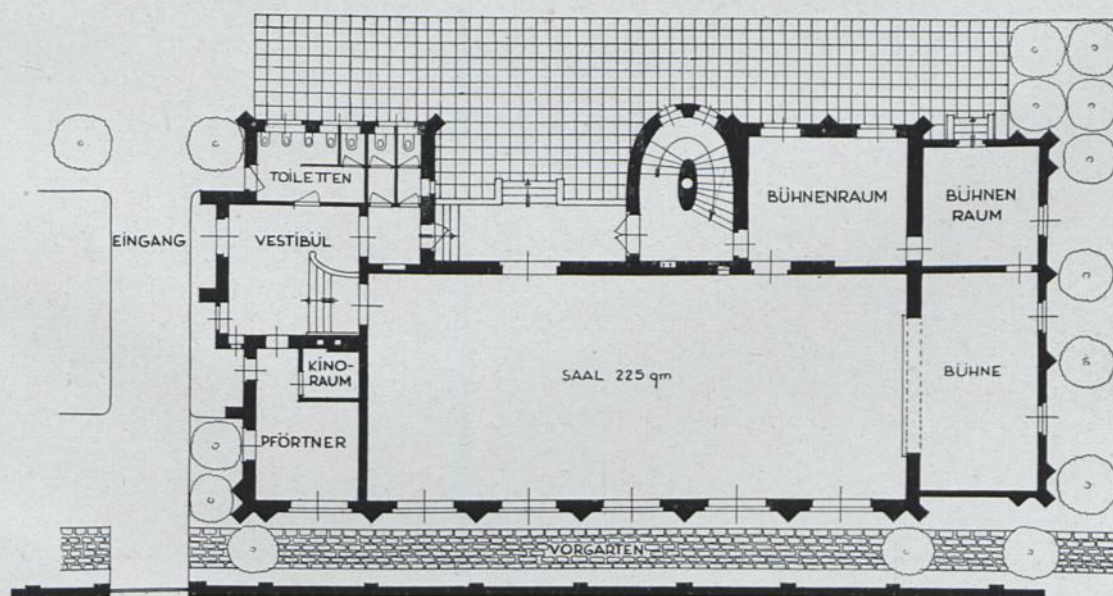 TOILETTEN
BÜHNENRAUM
BÜHNEN
RAUM
EINGANG
VESTIBÜL
KINO-
RAUM
SAAL 225 qm
BÜHNE
PFÖRTNER
VORGARTEN